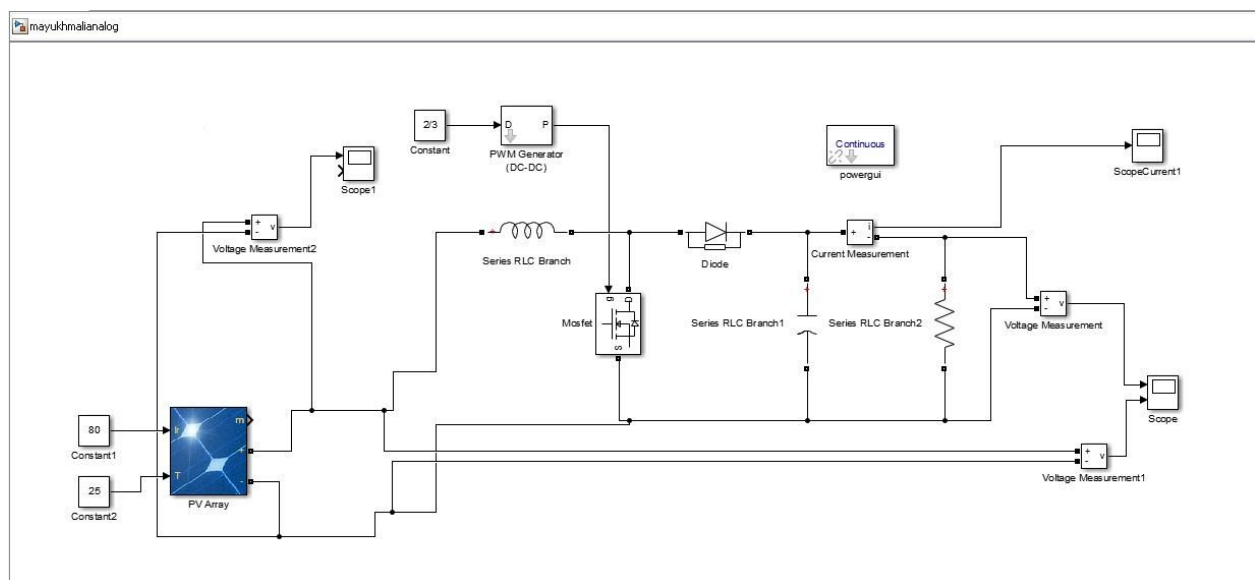 mayukhmalianalog
2/3
Constant
D
P
PWM Generator
(DC-DC)
Continuous
powergui
ScopeCurrent1
Scope1
+
-
v
Voltage Measurement2
+
Series RLC Branch
Diode
+
i
-
Current Measurement
g
D
S
Mosfet
+
Series RLC Branch1
+
Series RLC Branch2
+
-
v
Voltage Measurement
Scope
80
Constant1
25
Constant2
Ir
T
m
+
-
PV Array
+
-
v
Voltage Measurement1